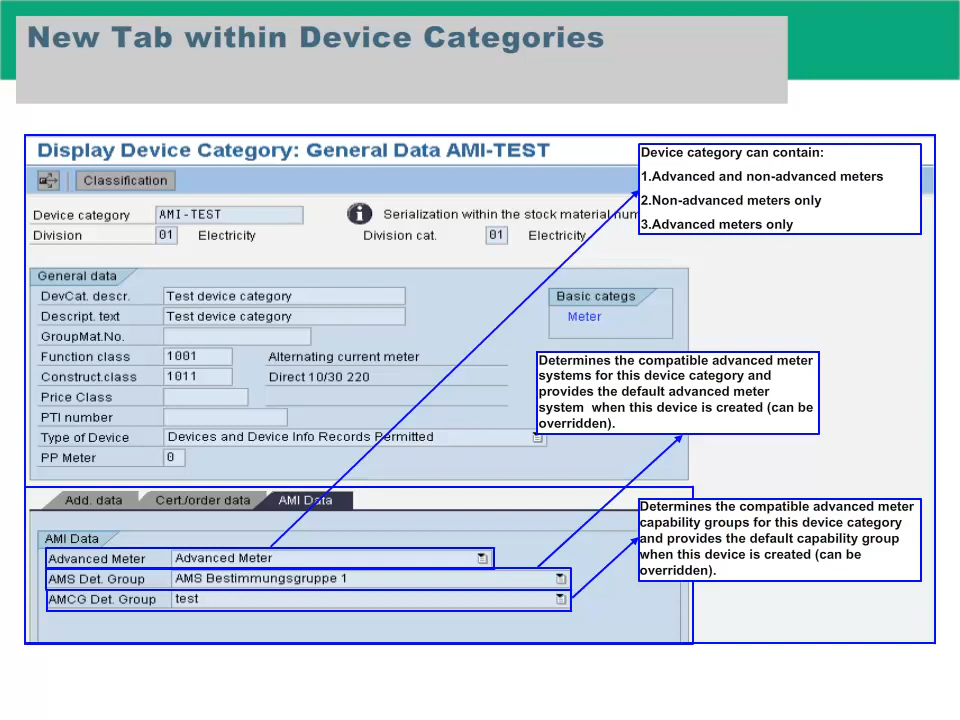 New Tab within Device Categories
Display Device Category: General Data AMI-TEST
Classification
Device category AMI-TEST Serialization within the stock material num
Division 01 Electricity Division cat. 01 Electricity
Device category can contain:
1.Advanced and non-advanced meters
2.Non-advanced meters only
3.Advanced meters only
General data
DevCat. descr. Test device category
Descript. text Test device category
GroupMat.No.
Function class 1001 Alternating current meter
Construct.class 1011 Direct 10/30 220
Price Class
PTI number
Type of Device Devices and Device Info Records Permitted
PP Meter 0
Basic categs
Meter
Determines the compatible advanced meter
systems for this device category and
provides the default advanced meter
system when this device is created (can be
overridden).
Add. data Cert./order data AMI Data
AMI Data
Advanced Meter Advanced Meter
AMS Det. Group AMS Bestimmungsgruppe 1
AMCG Det. Group test
Determines the compatible advanced meter
capability groups for this device category
and provides the default capability group
when this device is created (can be
overridden).